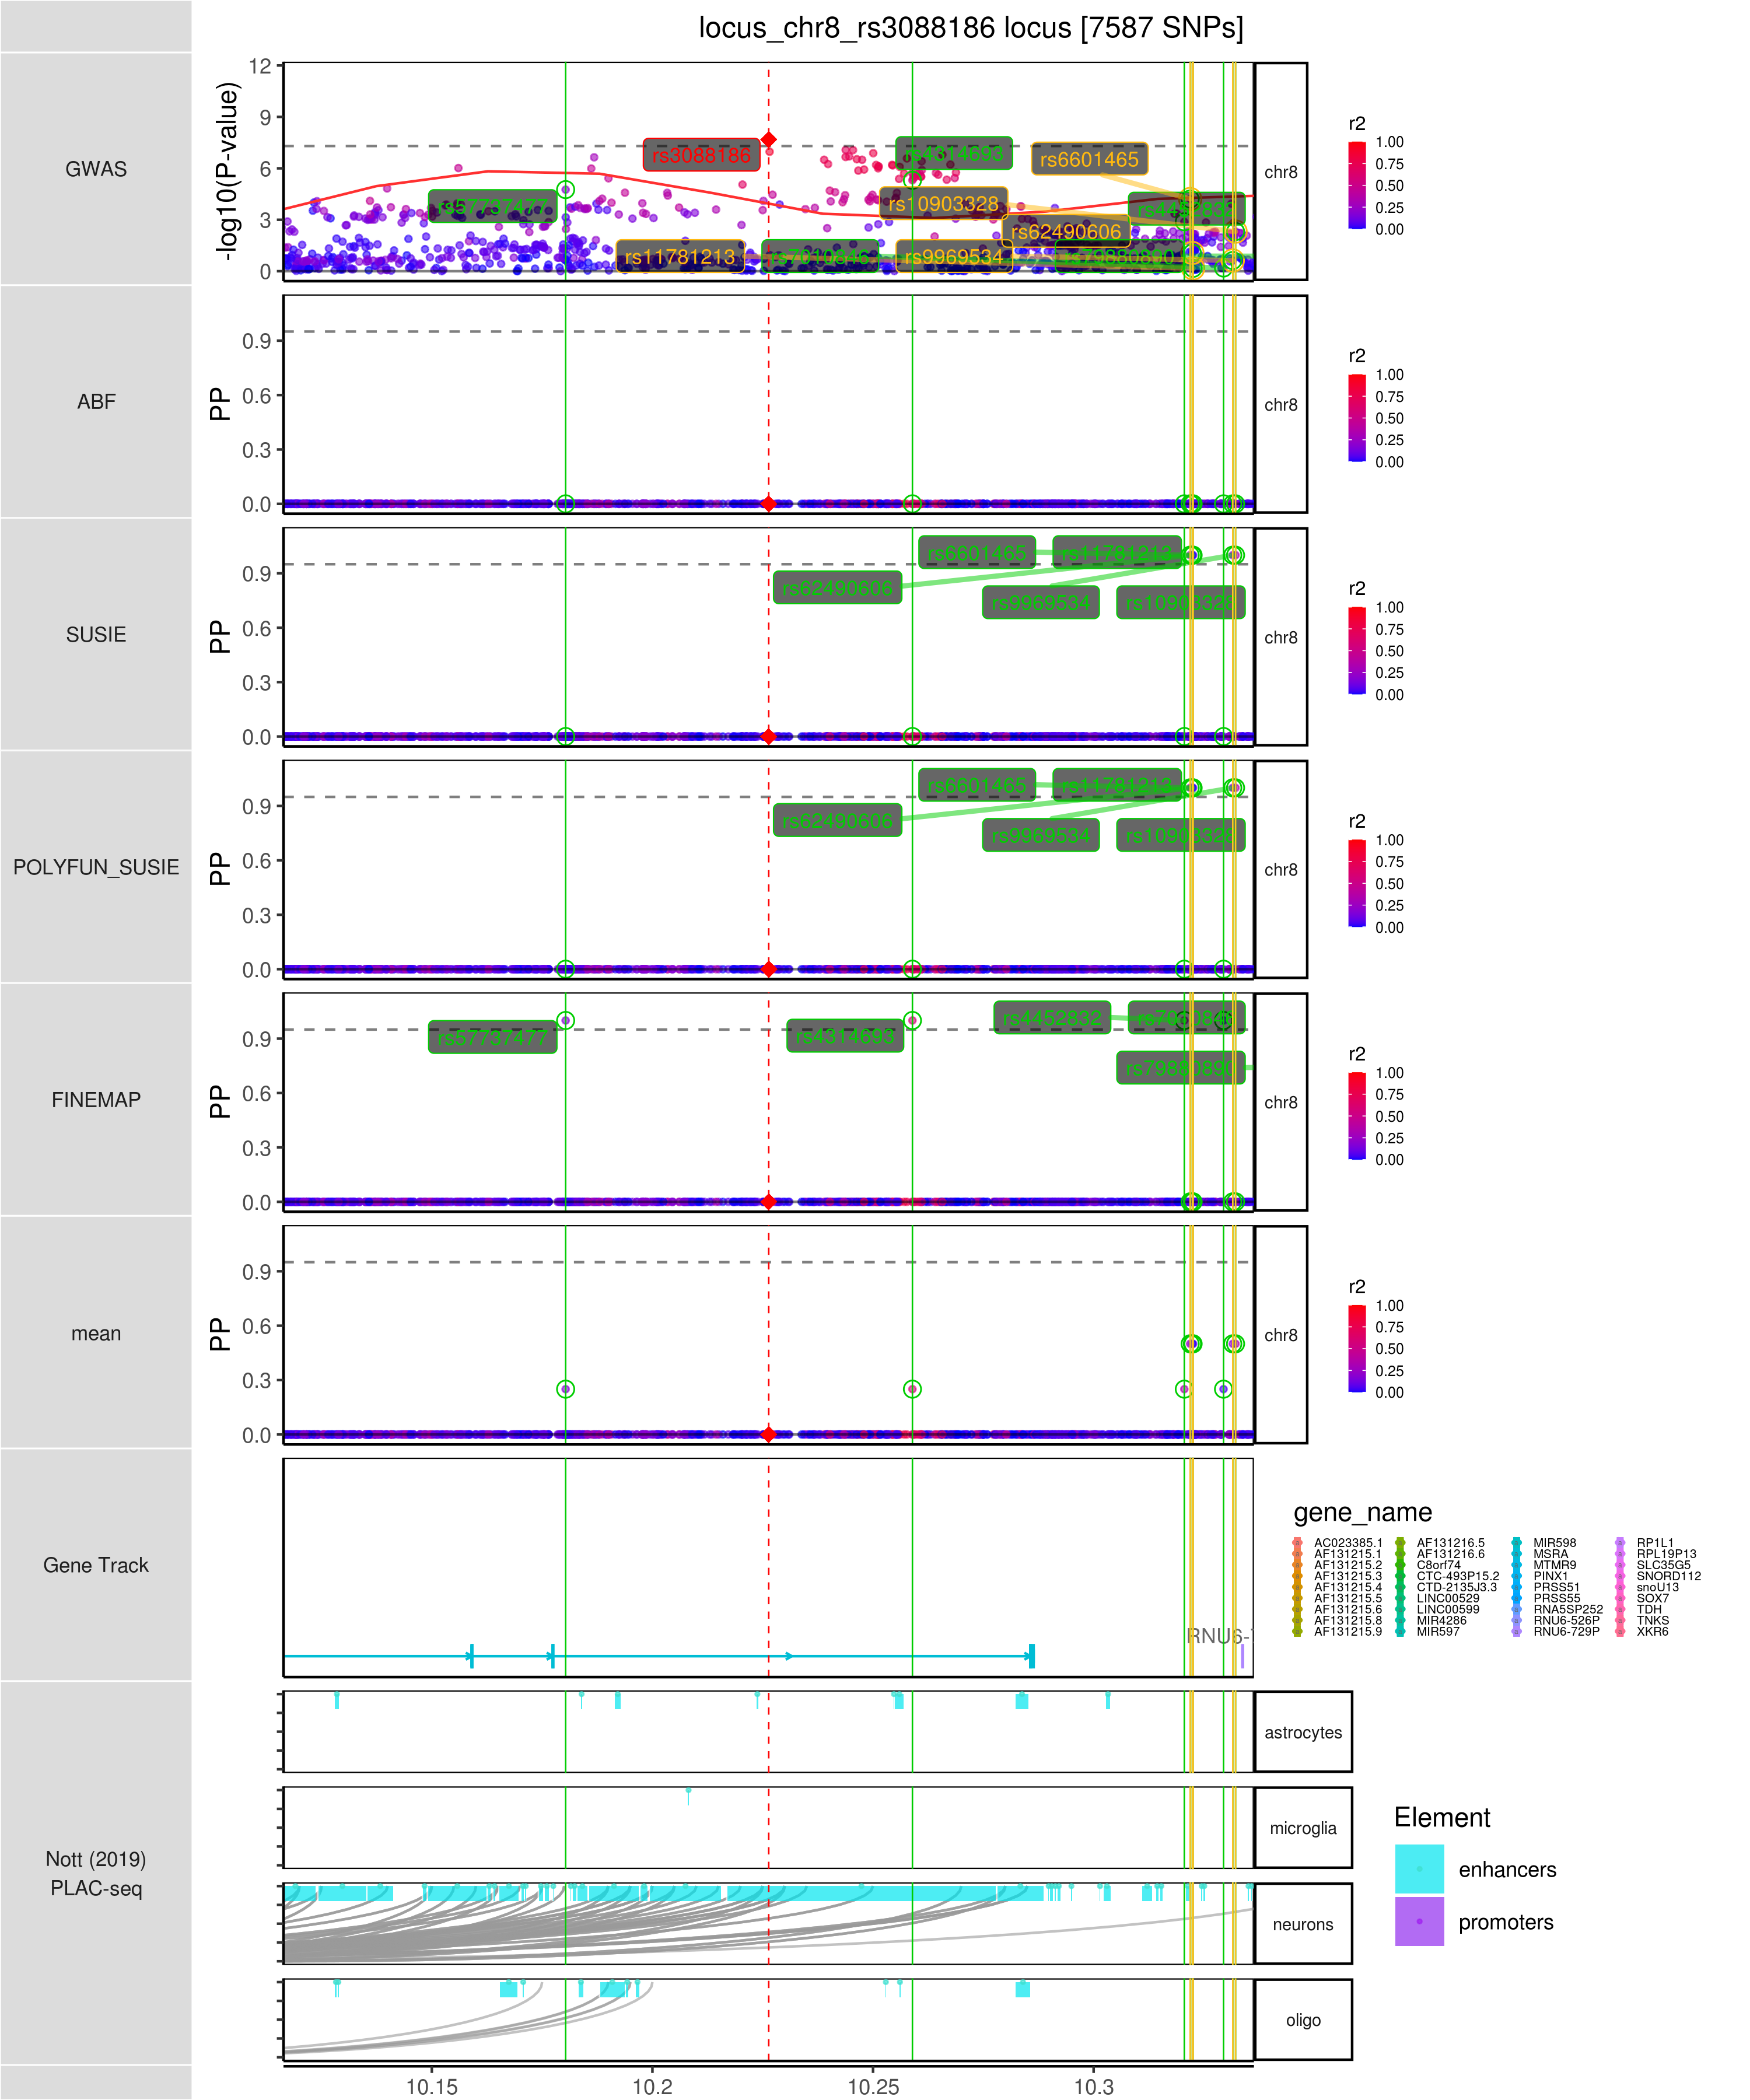 locus_chr8_rs3088186 locus [7587 SNPs]
GWAS
-log10(P-value)
12
9
6
3
0
rs3088186
rs4314693
rs6601465
rs57737477
rs10903328
rs4452832
rs62490606
rs11781213
rs9969534
rs79880890
chr8
r2
1.00
0.75
0.50
0.25
0.00
ABF
PP
0.9
0.6
0.3
0.0
chr8
r2
1.00
0.75
0.50
0.25
0.00
SUSIE
PP
0.9
0.6
0.3
0.0
rs6601465
rs11781213
rs62490606
rs9969534
rs10903328
chr8
r2
1.00
0.75
0.50
0.25
0.00
POLYFUN_SUSIE
PP
0.9
0.6
0.3
0.0
rs6601465
rs11781213
rs62490606
rs9969534
rs10903328
chr8
r2
1.00
0.75
0.50
0.25
0.00
FINEMAP
PP
0.9
0.6
0.3
0.0
rs57737477
rs4314693
rs4452832
rs79880890
chr8
r2
1.00
0.75
0.50
0.25
0.00
mean
PP
0.9
0.6
0.3
0.0
chr8
r2
1.00
0.75
0.50
0.25
0.00
Gene Track
RNU6-
gene_name
AC023385.1
AF131215.1
AF131215.2
AF131215.3
AF131215.4
AF131215.5
AF131215.6
AF131215.8
AF131215.9
AF131216.5
AF131216.6
C8orf74
CTC-493P15.2
CTD-2135J3.3
LINC00529
LINC00599
MIR4286
MIR597
MIR598
MSRA
MTMR9
PINX1
PRSS51
PRSS55
RNA5SP252
RNU6-526P
RNU6-729P
RP1L1
RPL19P13
SLC35G5
SNORD112
snoU13
SOX7
TDH
TNKS
XKR6
Nott (2019)
PLAC-seq
astrocytes
microglia
neurons
oligo
Element
enhancers
promoters
10.15
10.2
10.25
10.3